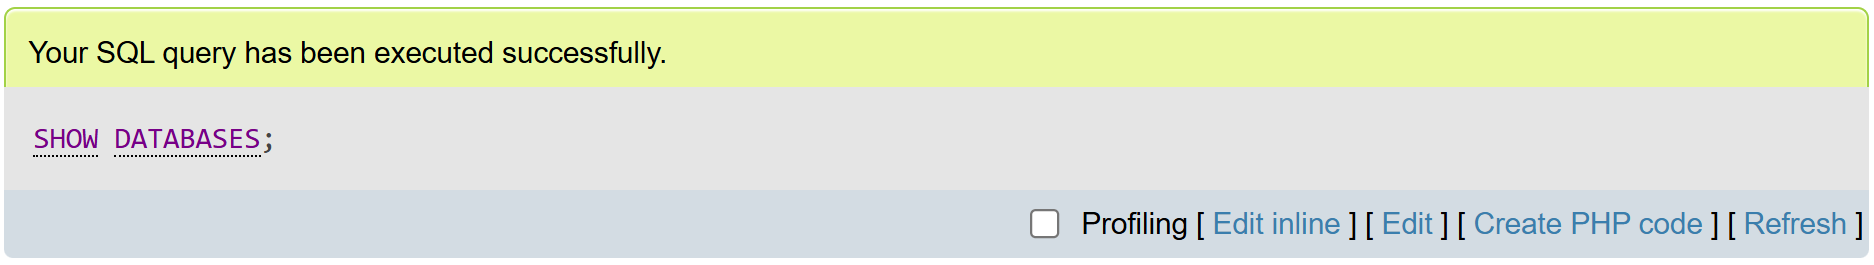 Your SQL query has been executed successfully.
SHOW DATABASES;
Profiling [ Edit inline ] [ Edit ] [ Create PHP code ] [ Refresh ]